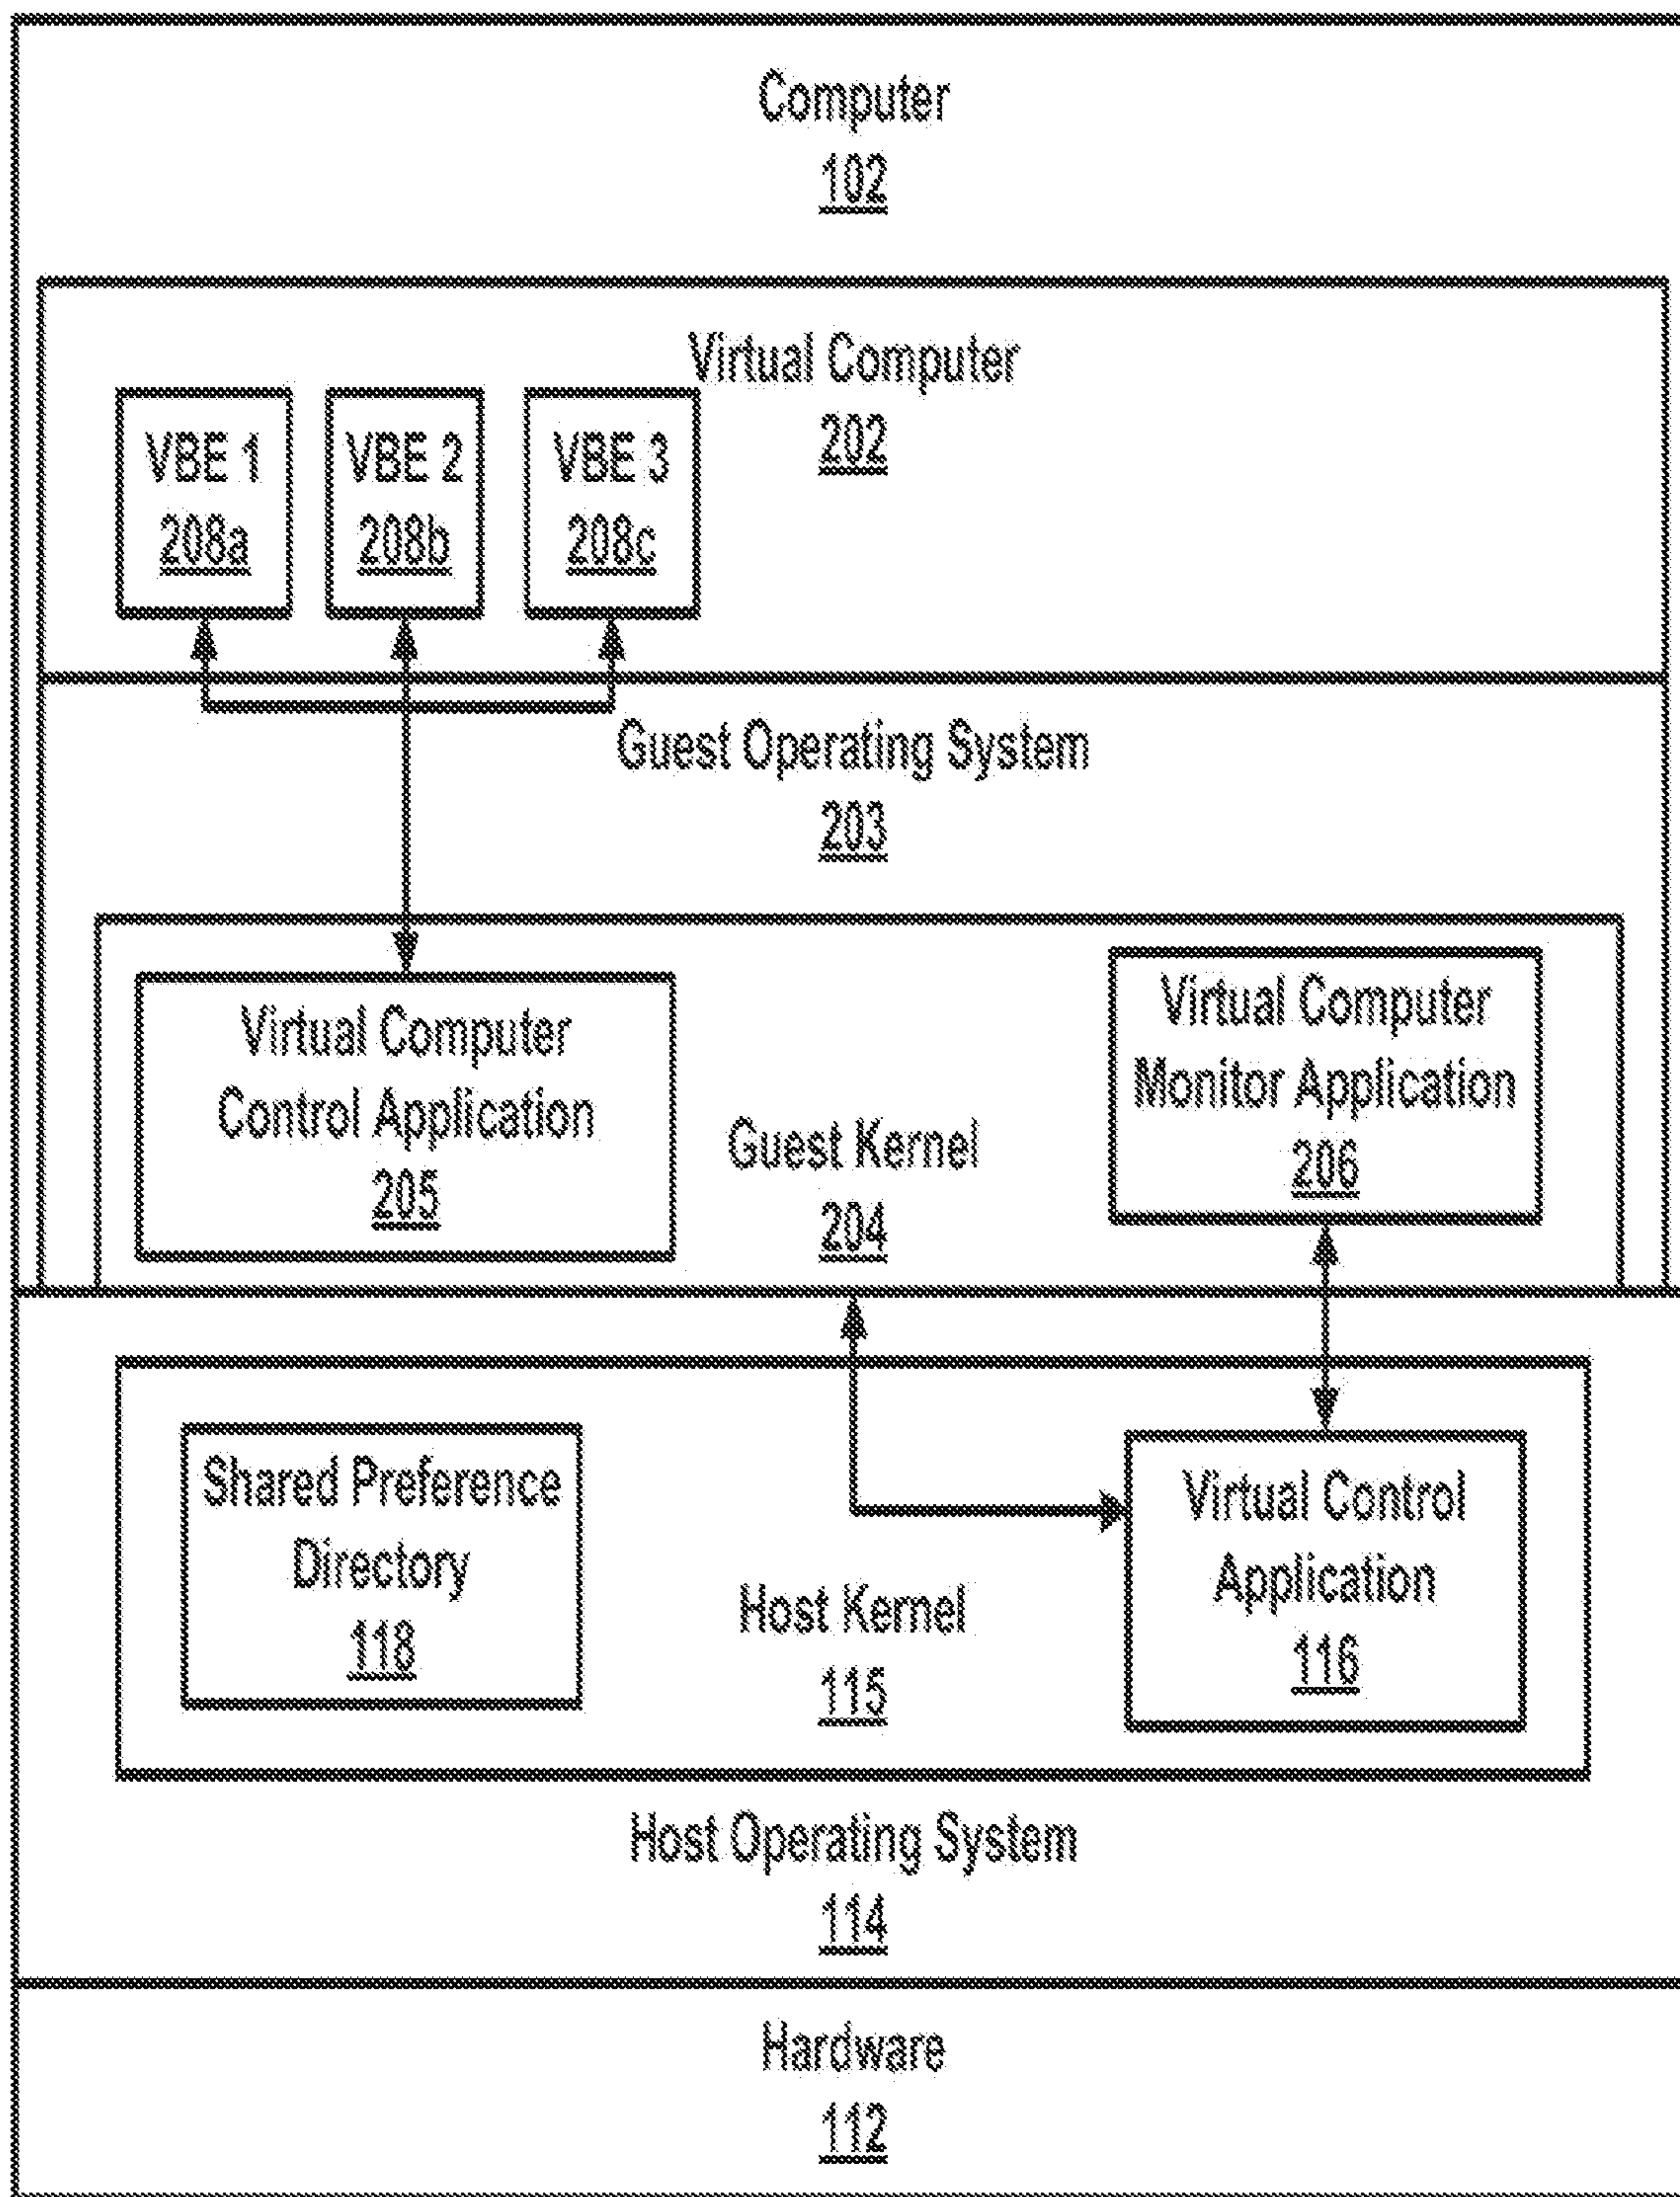 Computer
102
Virtual Computer
202
VBE 1
208a
VBE 2
208b
VBE 3
208c
Guest Operating System
203
Virtual Computer
Control Application
205
Guest Kernel
204
Virtual Computer
Monitor Application
206
Shared Preference
Directory
118
Host Kernel
115
Virtual Control
Application
116
Host Operating System
114
Hardware
112